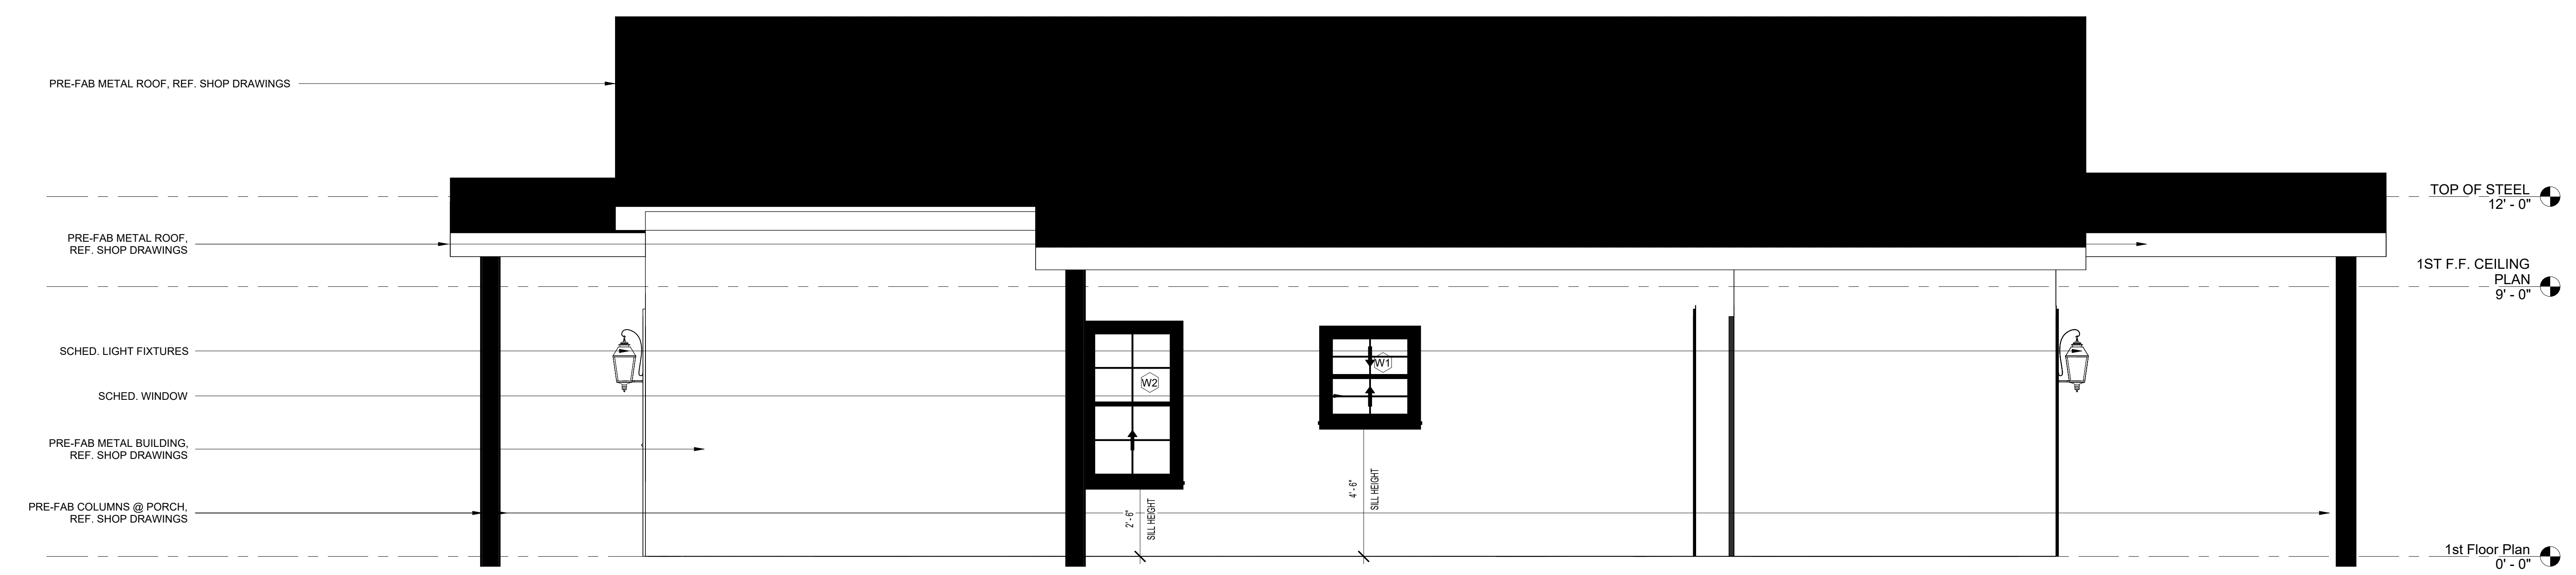 PRE-FAB METAL ROOF, REF. SHOP DRAWINGS
TOP OF STEEL
12' - 0"
PRE-FAB METAL ROOF,
REF. SHOP DRAWINGS
1ST F.F. CEILING
PLAN
9' - 0"
SCHED. LIGHT FIXTURES
W1
W2
SCHED. WINDOW
PRE-FAB METAL BUILDING,
REF. SHOP DRAWINGS
4' - 6"
SILL HEIGHT
2' - 6"
SILL HEIGHT
PRE-FAB COLUMNS @ PORCH,
REF. SHOP DRAWINGS
1st Floor Plan
0' - 0"